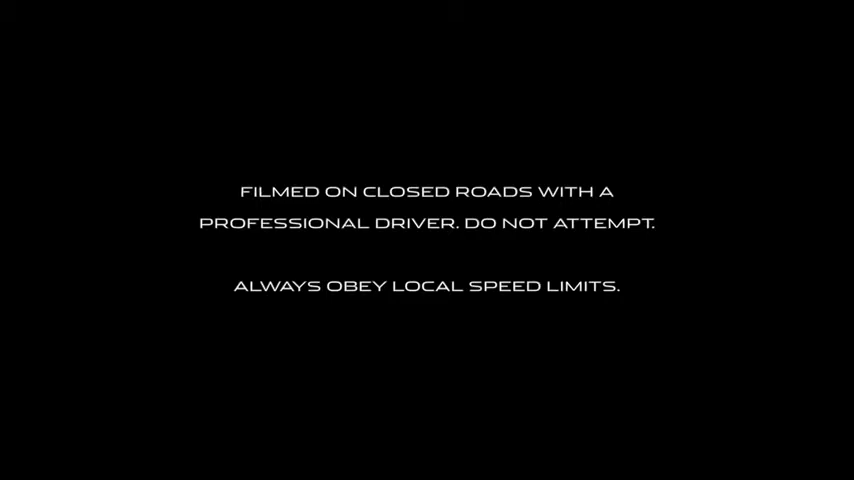 FILMED ON CLOSED ROADS WITH A
PROFESSIONAL DRIVER. DO NOT ATTEMPT.
ALWAYS OBEY LOCAL SPEED LIMITS.